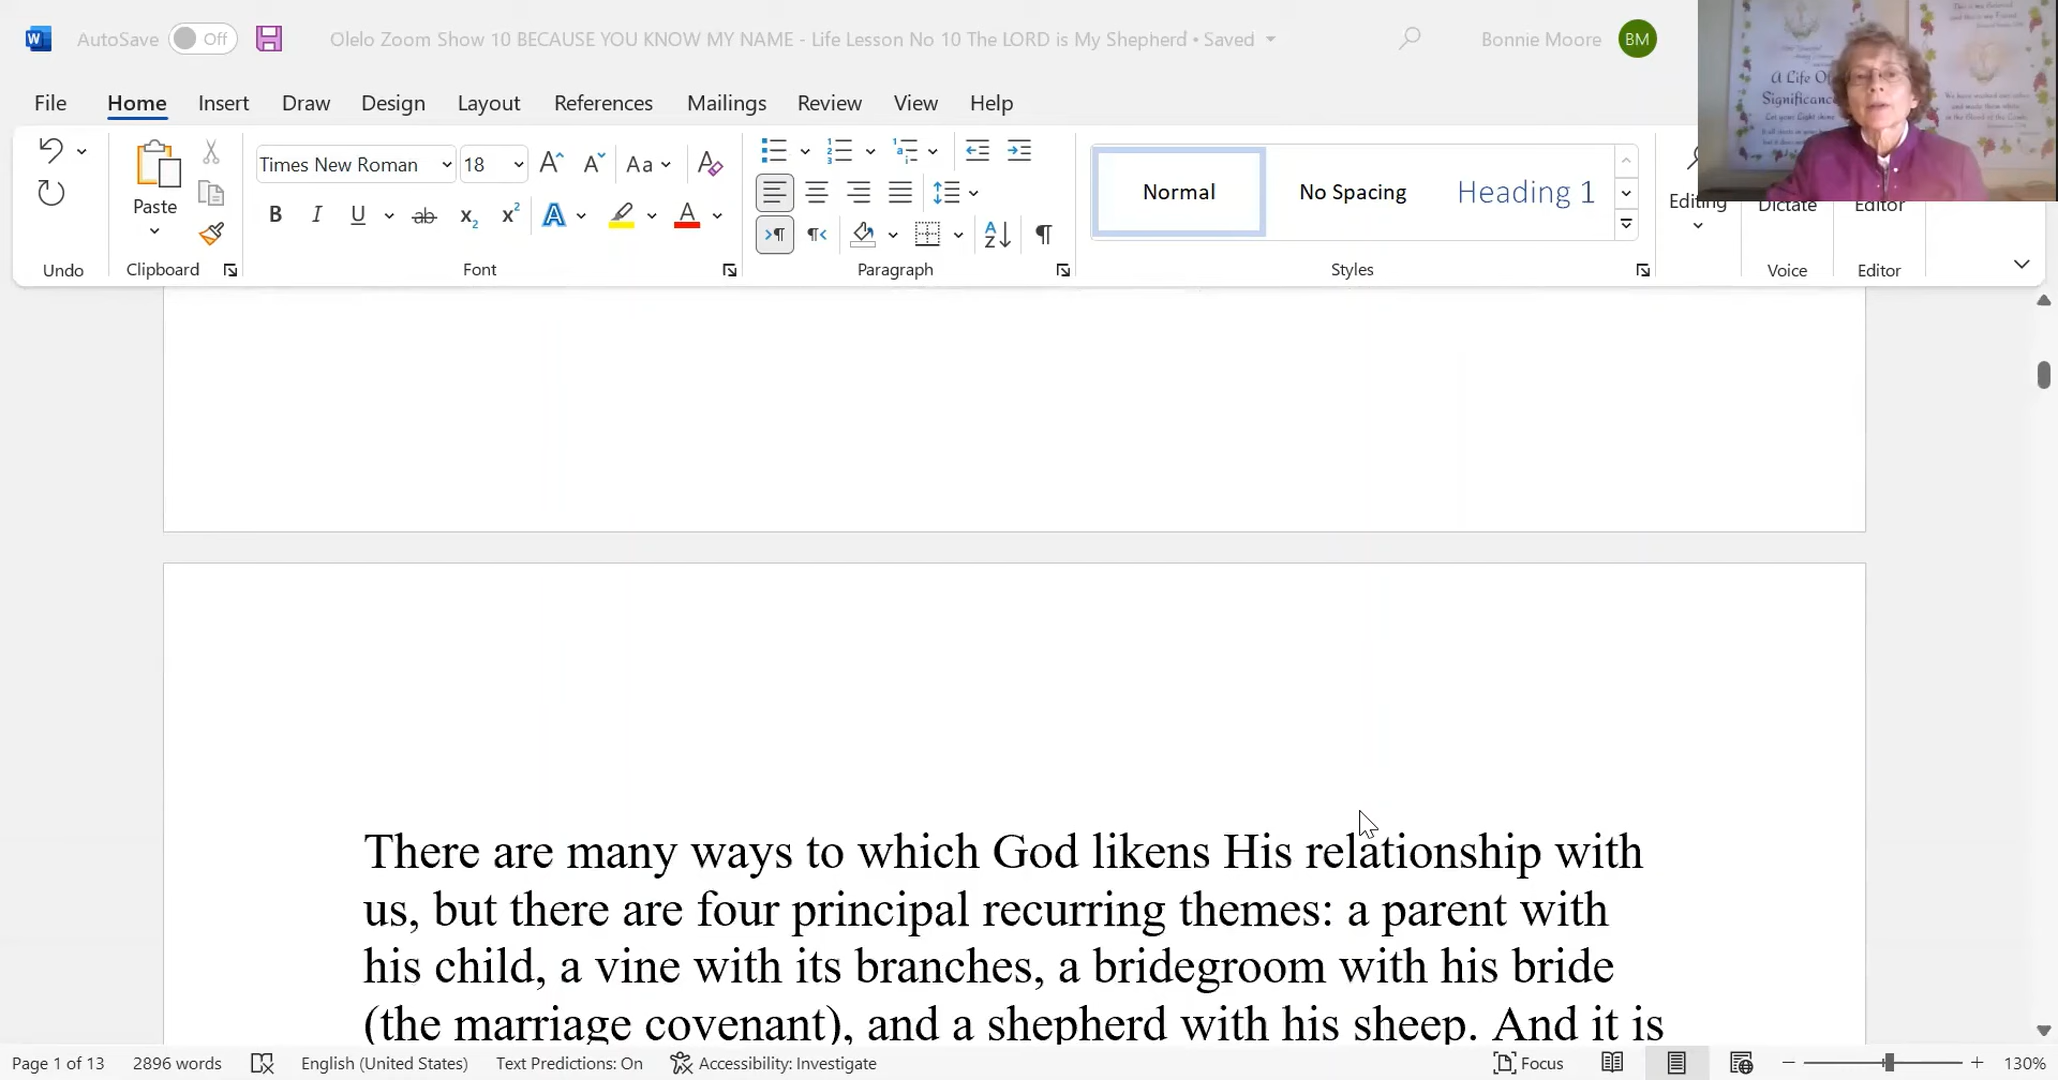 AutoSave Off Olelo Zoom Show 10 BECAUSE YOU KNOW MY NAME - Life Lesson No 10 The LORD is My Shepherd • Saved Bonnie Moore BM
File Home Insert Draw Design Layout References Mailings Review View Help
A Life Of
Significance
Paste
Times New Roman 18
Normal No Spacing Heading 1
Editing Dictate Editor
Undo Clipboard Font Paragraph Styles Voice Editor
There are many ways to which God likens His relationship with
us, but there are four principal recurring themes: a parent with
his child, a vine with its branches, a bridegroom with his bride
(the marriage covenant), and a shepherd with his sheep. And it is
Page 1 of 13 2896 words English (United States) Text Predictions: On Accessibility: Investigate Focus 130%